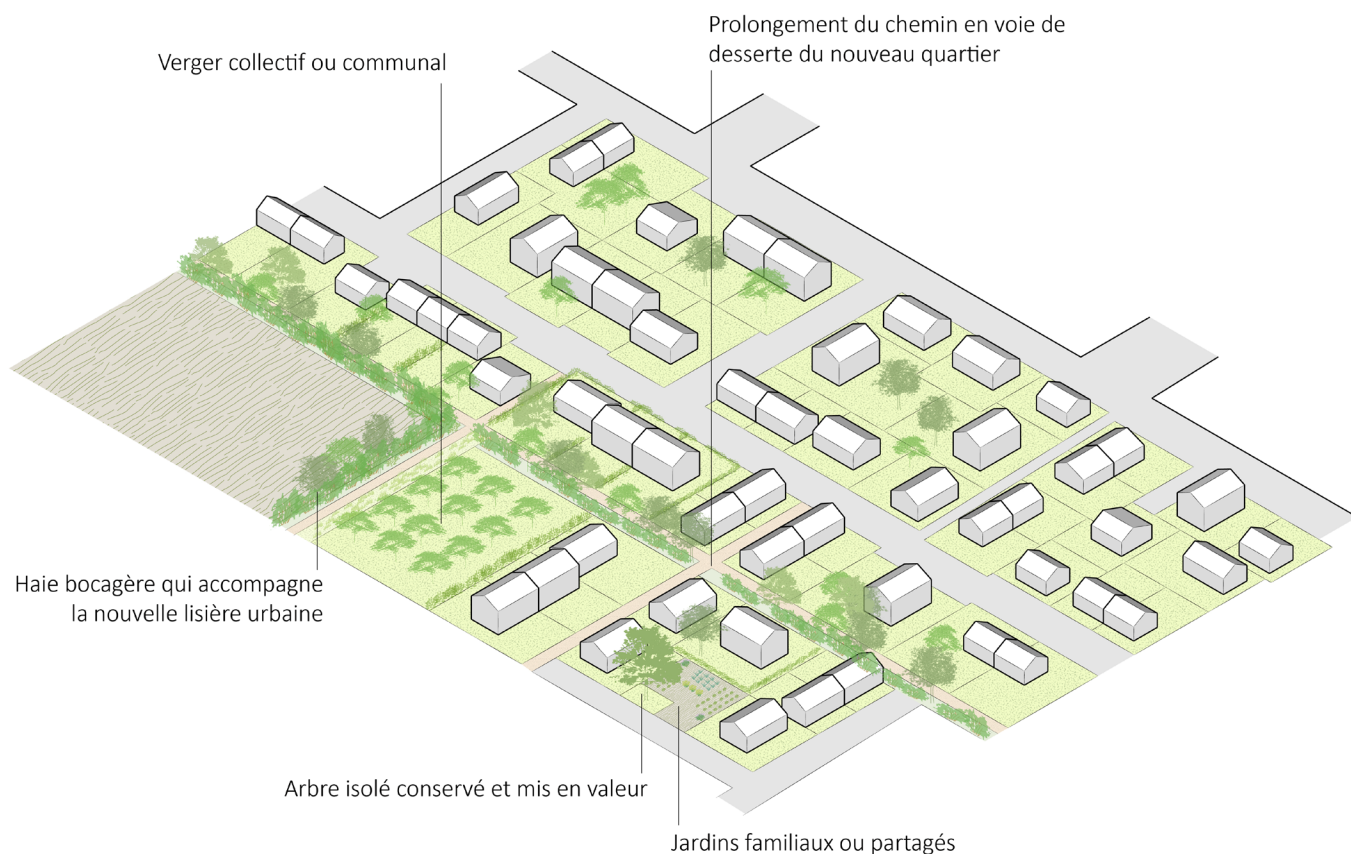 Prolongement du chemin en voie de
desserte du nouveau quartier
Verger collectif ou communal
Haie bocagère qui accompagne
la nouvelle lisière urbaine
Arbre isolé conservé et mis en valeur
Jardins familiaux ou partagés